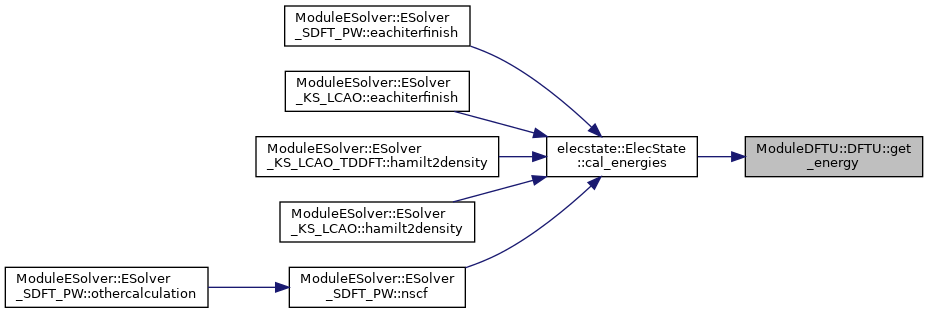 ModuleESolver::ESolver
_SDFT_PW::eachiterfinish
ModuleESolver::ESolver
_KS_LCAO::eachiterfinish
ModuleESolver::ESolver
_KS_LCAO_TDDFT::hamilt2density
ModuleESolver::ESolver
_KS_LCAO::hamilt2density
ModuleESolver::ESolver
_SDFT_PW::othercalculation
ModuleESolver::ESolver
_SDFT_PW::nscf
elecstate::ElecState
::cal_energies
ModuleDFTU::DFTU::get
_energy